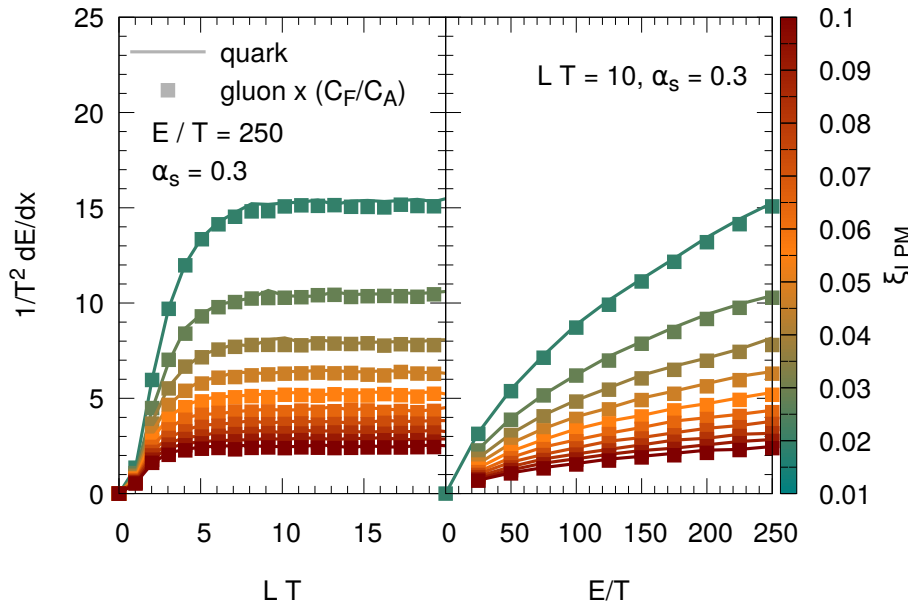 quark
gluon x (C_F/C_A)
E / T = 250
α_s = 0.3
L T = 10, α_s = 0.3
1/T² dE/dx
25
20
15
10
5
0
0 5 10 15
L T
0 50 100 150 200 250
E/T
0.1
0.09
0.08
0.07
0.06
0.05
0.04
0.03
0.02
0.01
ξ_LPM